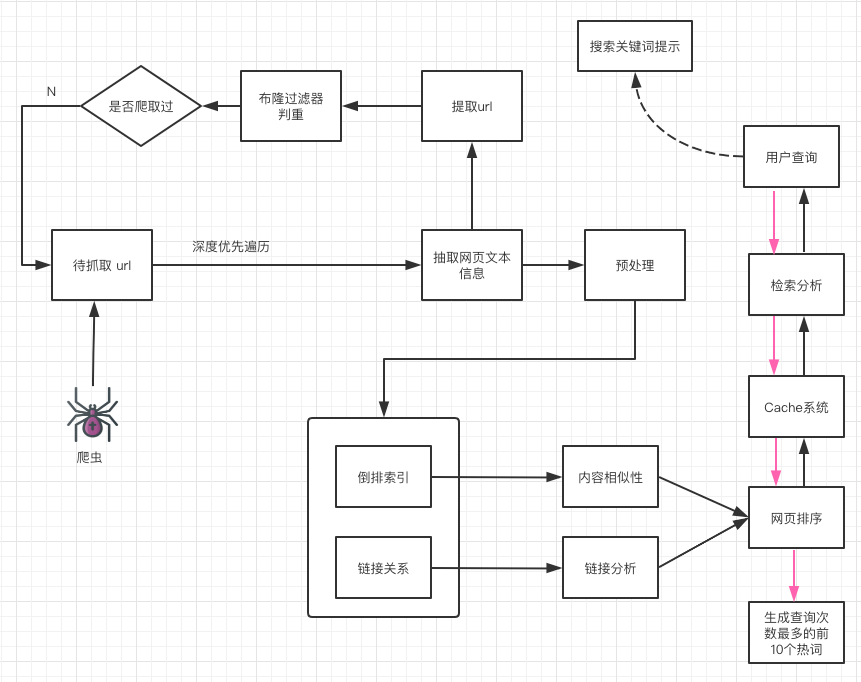 搜索关键词提示
N
是否爬取过
布隆过滤器
判重
提取url
用户查询
深度优先遍历
待抓取 url
抽取网页文本
信息
预处理
检索分析
Cache系统
爬虫
倒排索引
内容相似性
网页排序
链接关系
链接分析
生成查询次
数最多的前
10个热词